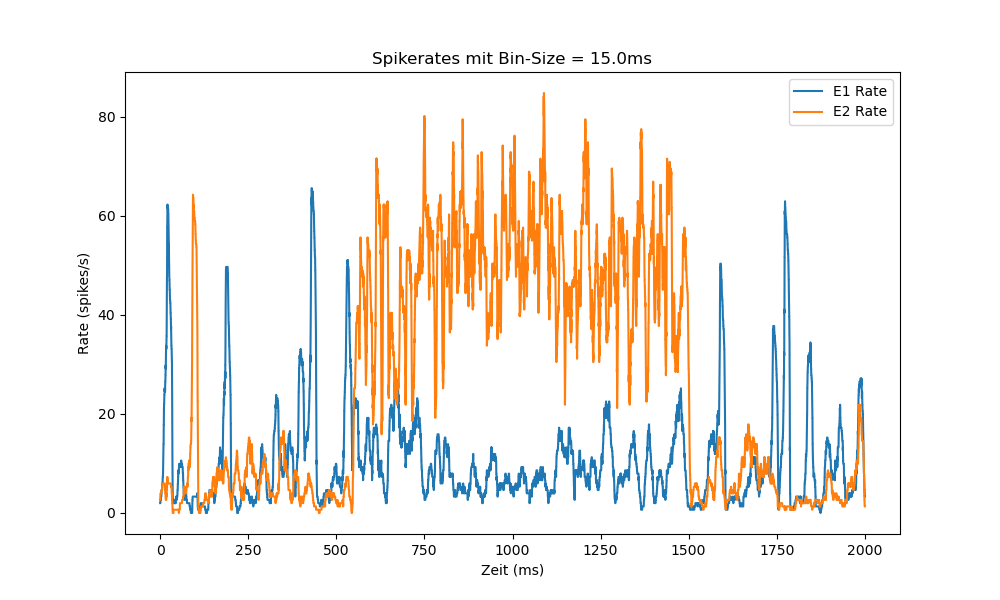 Spikerates mit Bin-Size = 15.0ms
E1 Rate
E2 Rate
Rate (spikes/s)
80
60
40
20
0
0 250 500 750 1000 1250 1500 1750 2000
Zeit (ms)